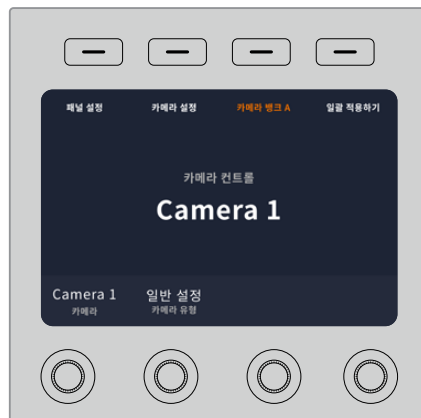 패널 설정 카메라 설정 카메라 뱅크 A 일괄 적용하기
카메라 컨트롤
Camera 1
Camera 1 일반 설정
카메라 카메라 유형